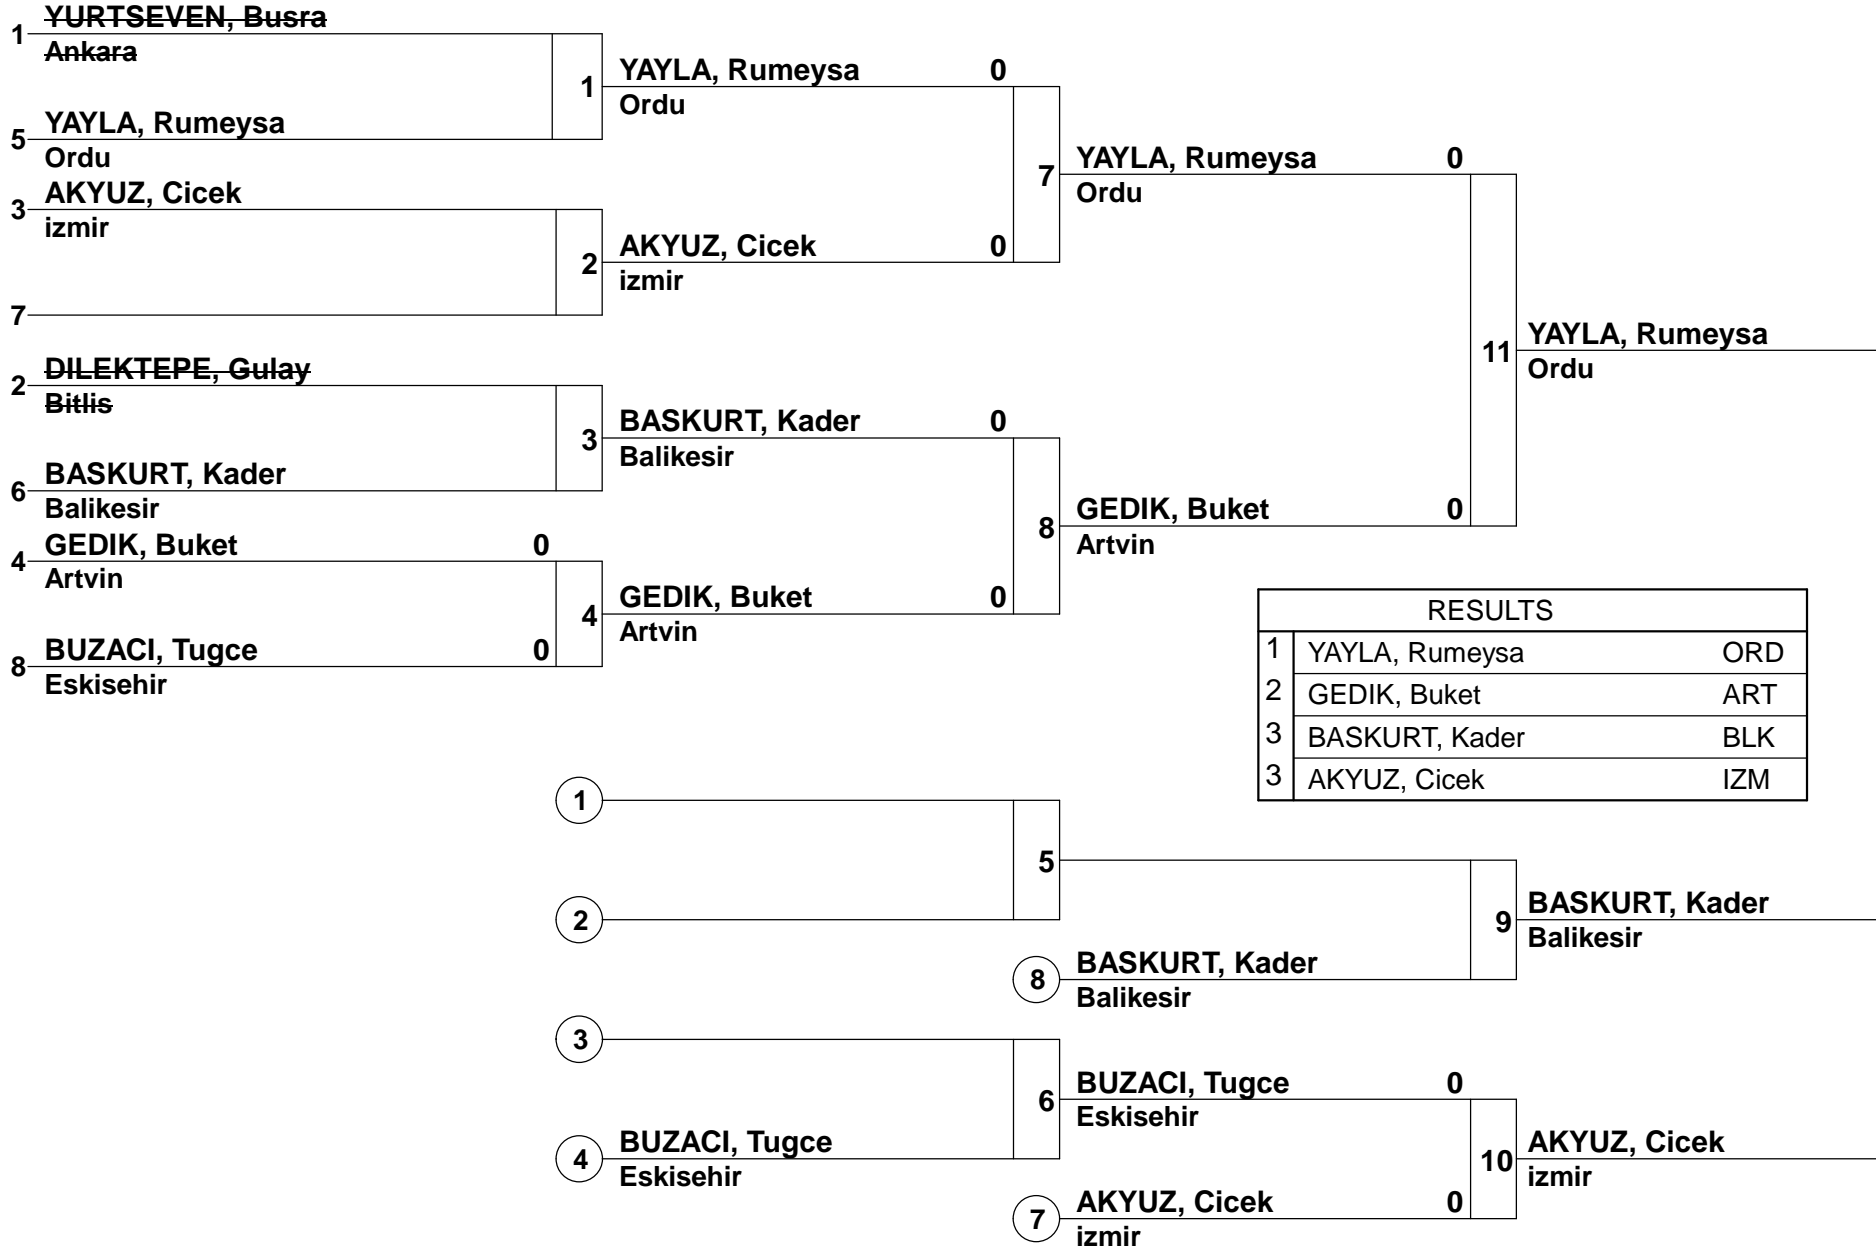 1
YURTSEVEN, Busra
Ankara
1
YAYLA, Rumeysa 0
Ordu
5
YAYLA, Rumeysa
Ordu
7
YAYLA, Rumeysa 0
Ordu
3
AKYUZ, Cicek
izmir
2
AKYUZ, Cicek 0
izmir
7
11
YAYLA, Rumeysa
Ordu
2
DILEKTEPE, Gulay
Bitlis
3
BASKURT, Kader 0
Balikesir
6
BASKURT, Kader
Balikesir
8
GEDIK, Buket 0
Artvin
4
GEDIK, Buket 0
Artvin
4
GEDIK, Buket 0
Artvin
8
BUZACI, Tugce 0
Eskisehir
RESULTS
1 YAYLA, Rumeysa ORD
2 GEDIK, Buket ART
3 BASKURT, Kader BLK
3 AKYUZ, Cicek IZM
1
5
2
9
BASKURT, Kader
Balikesir
8
BASKURT, Kader
Balikesir
3
6
BUZACI, Tugce 0
Eskisehir
4
BUZACI, Tugce
Eskisehir
10
AKYUZ, Cicek
izmir
7
AKYUZ, Cicek 0
izmir